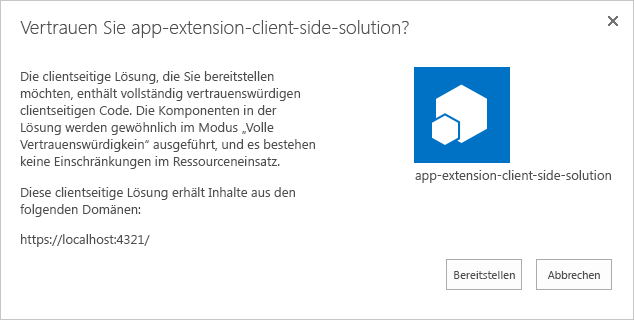 Vertrauen Sie app-extension-client-side-solution?
Die clientseitige Lösung, die Sie bereitstellen
möchten, enthält vollständig vertrauenswürdigen
clientseitigen Code. Die Komponenten in der
Lösung werden gewöhnlich im Modus „Volle
Vertrauenswürdigkein“ ausgeführt, und es bestehen
keine Einschränkungen im Ressourceneinsatz.
Diese clientseitige Lösung erhält Inhalte aus den
folgenden Domänen:
https://localhost:4321/
app-extension-client-side-solution
Bereitstellen
Abbrechen